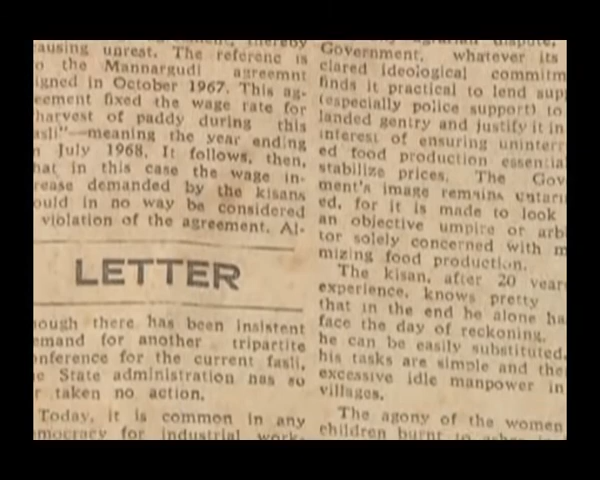 thereby
ausing unrest. The referenc is
o the Mannargudi agreemnt
igned in October 1967. This ag-
eement fixed the wage rate for
harvest of paddy during this
asli"—meaning the year ending
n July 1968. It follows, then,
hat in this case the wage in-
rease demanded by the kisans
ould in no way be considered
violation of the agreement. Al-
LETTER
ough there has been insistent
emand for another tripartite
onference for the current fasli,
e State administration has so
r taken no action.
Today, it is common in any
mocracy for industrial work-
agrarian dispute,
Government, whatever its
clared ideological commitm
finds it practical to lend sup
(especially police support) to
landed gentry and justify it in
interest of ensuring uninterr
ed food production essentia
stabilize prices. The Gov
ment's image remains untarn
ed, for it is made to look
an objective umpire or arb
tor solely concerned with m
mizing food production.
The kisan, after 20 year
experience, knows pretty
that in the end he alone ha
face the day of reckoning.
he can be easily substituted,
his tasks are simple and the
excessive idle manpower in
villages.
The agony of the women
children burnt to